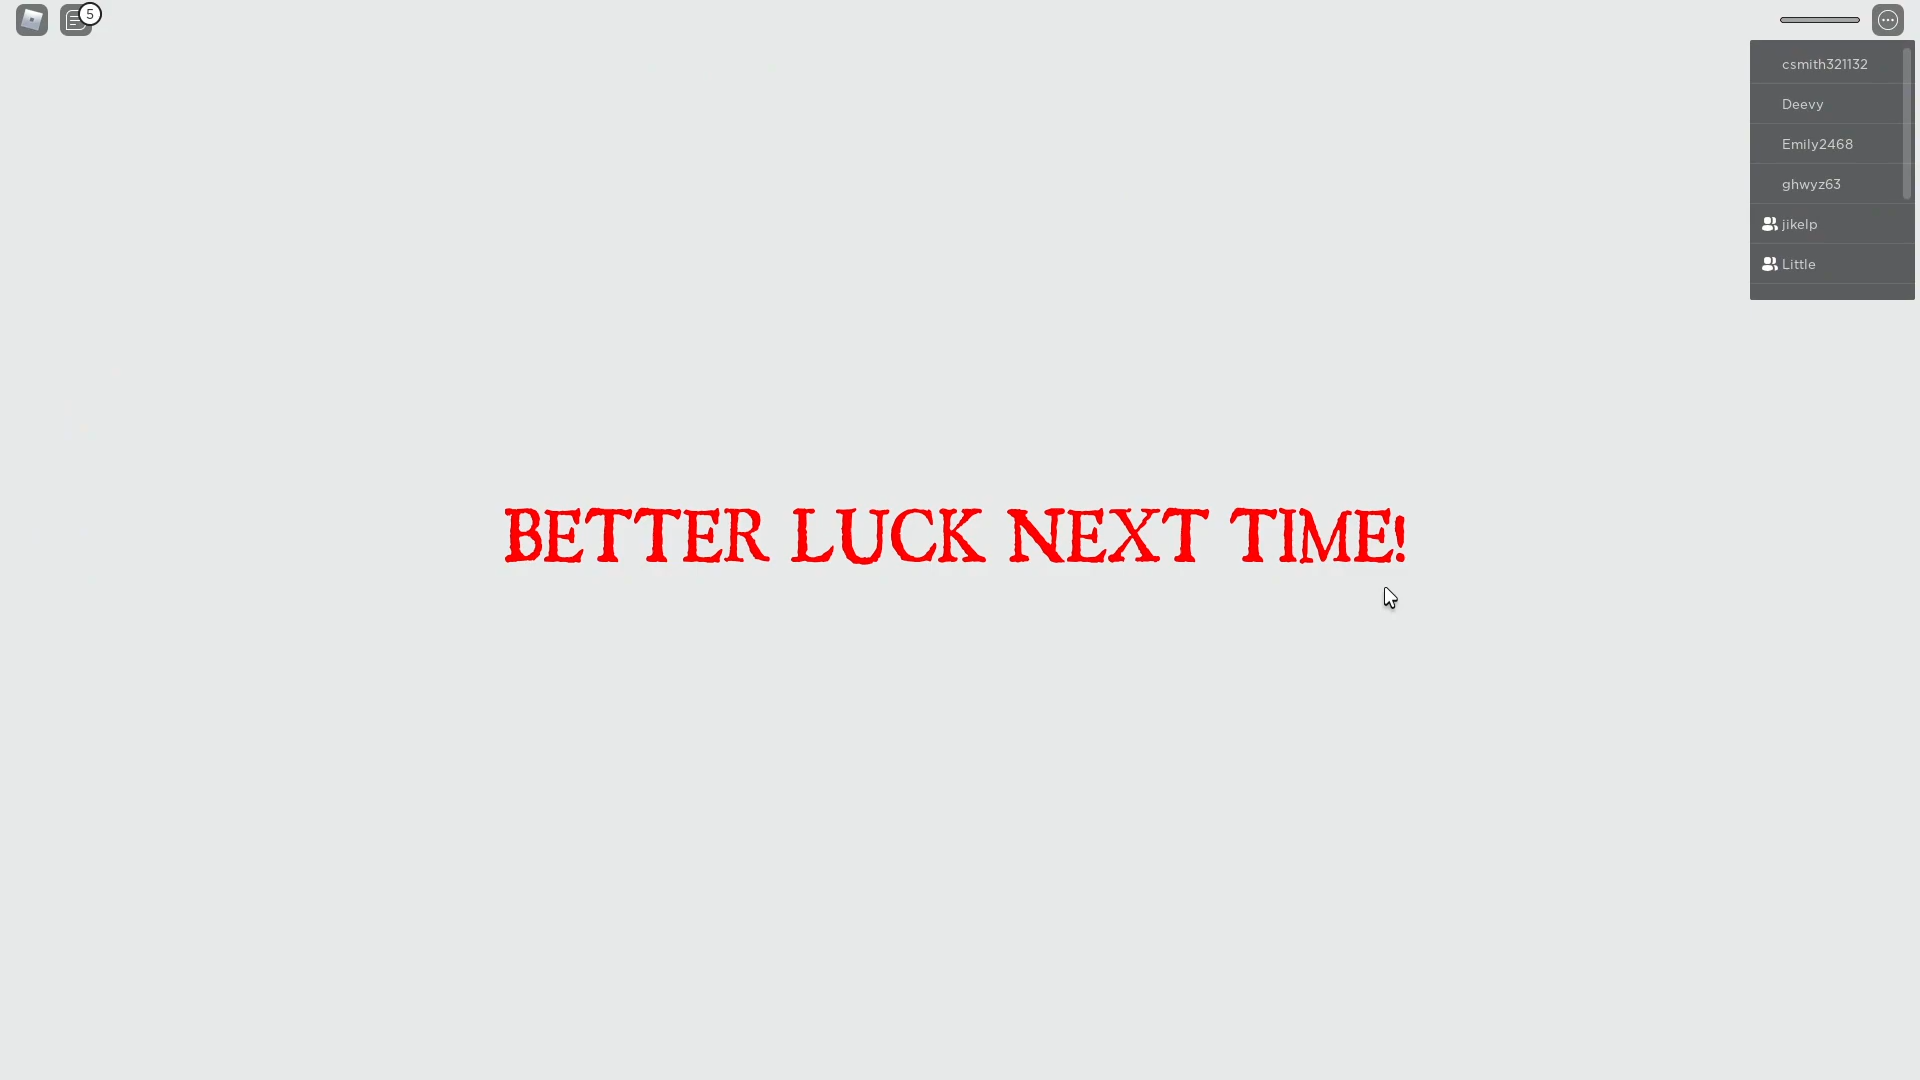 5
csmith321132
Deevy
Emily2468
ghwyz63
jikelp
Little
BETTER LUCK NEXT TIME!